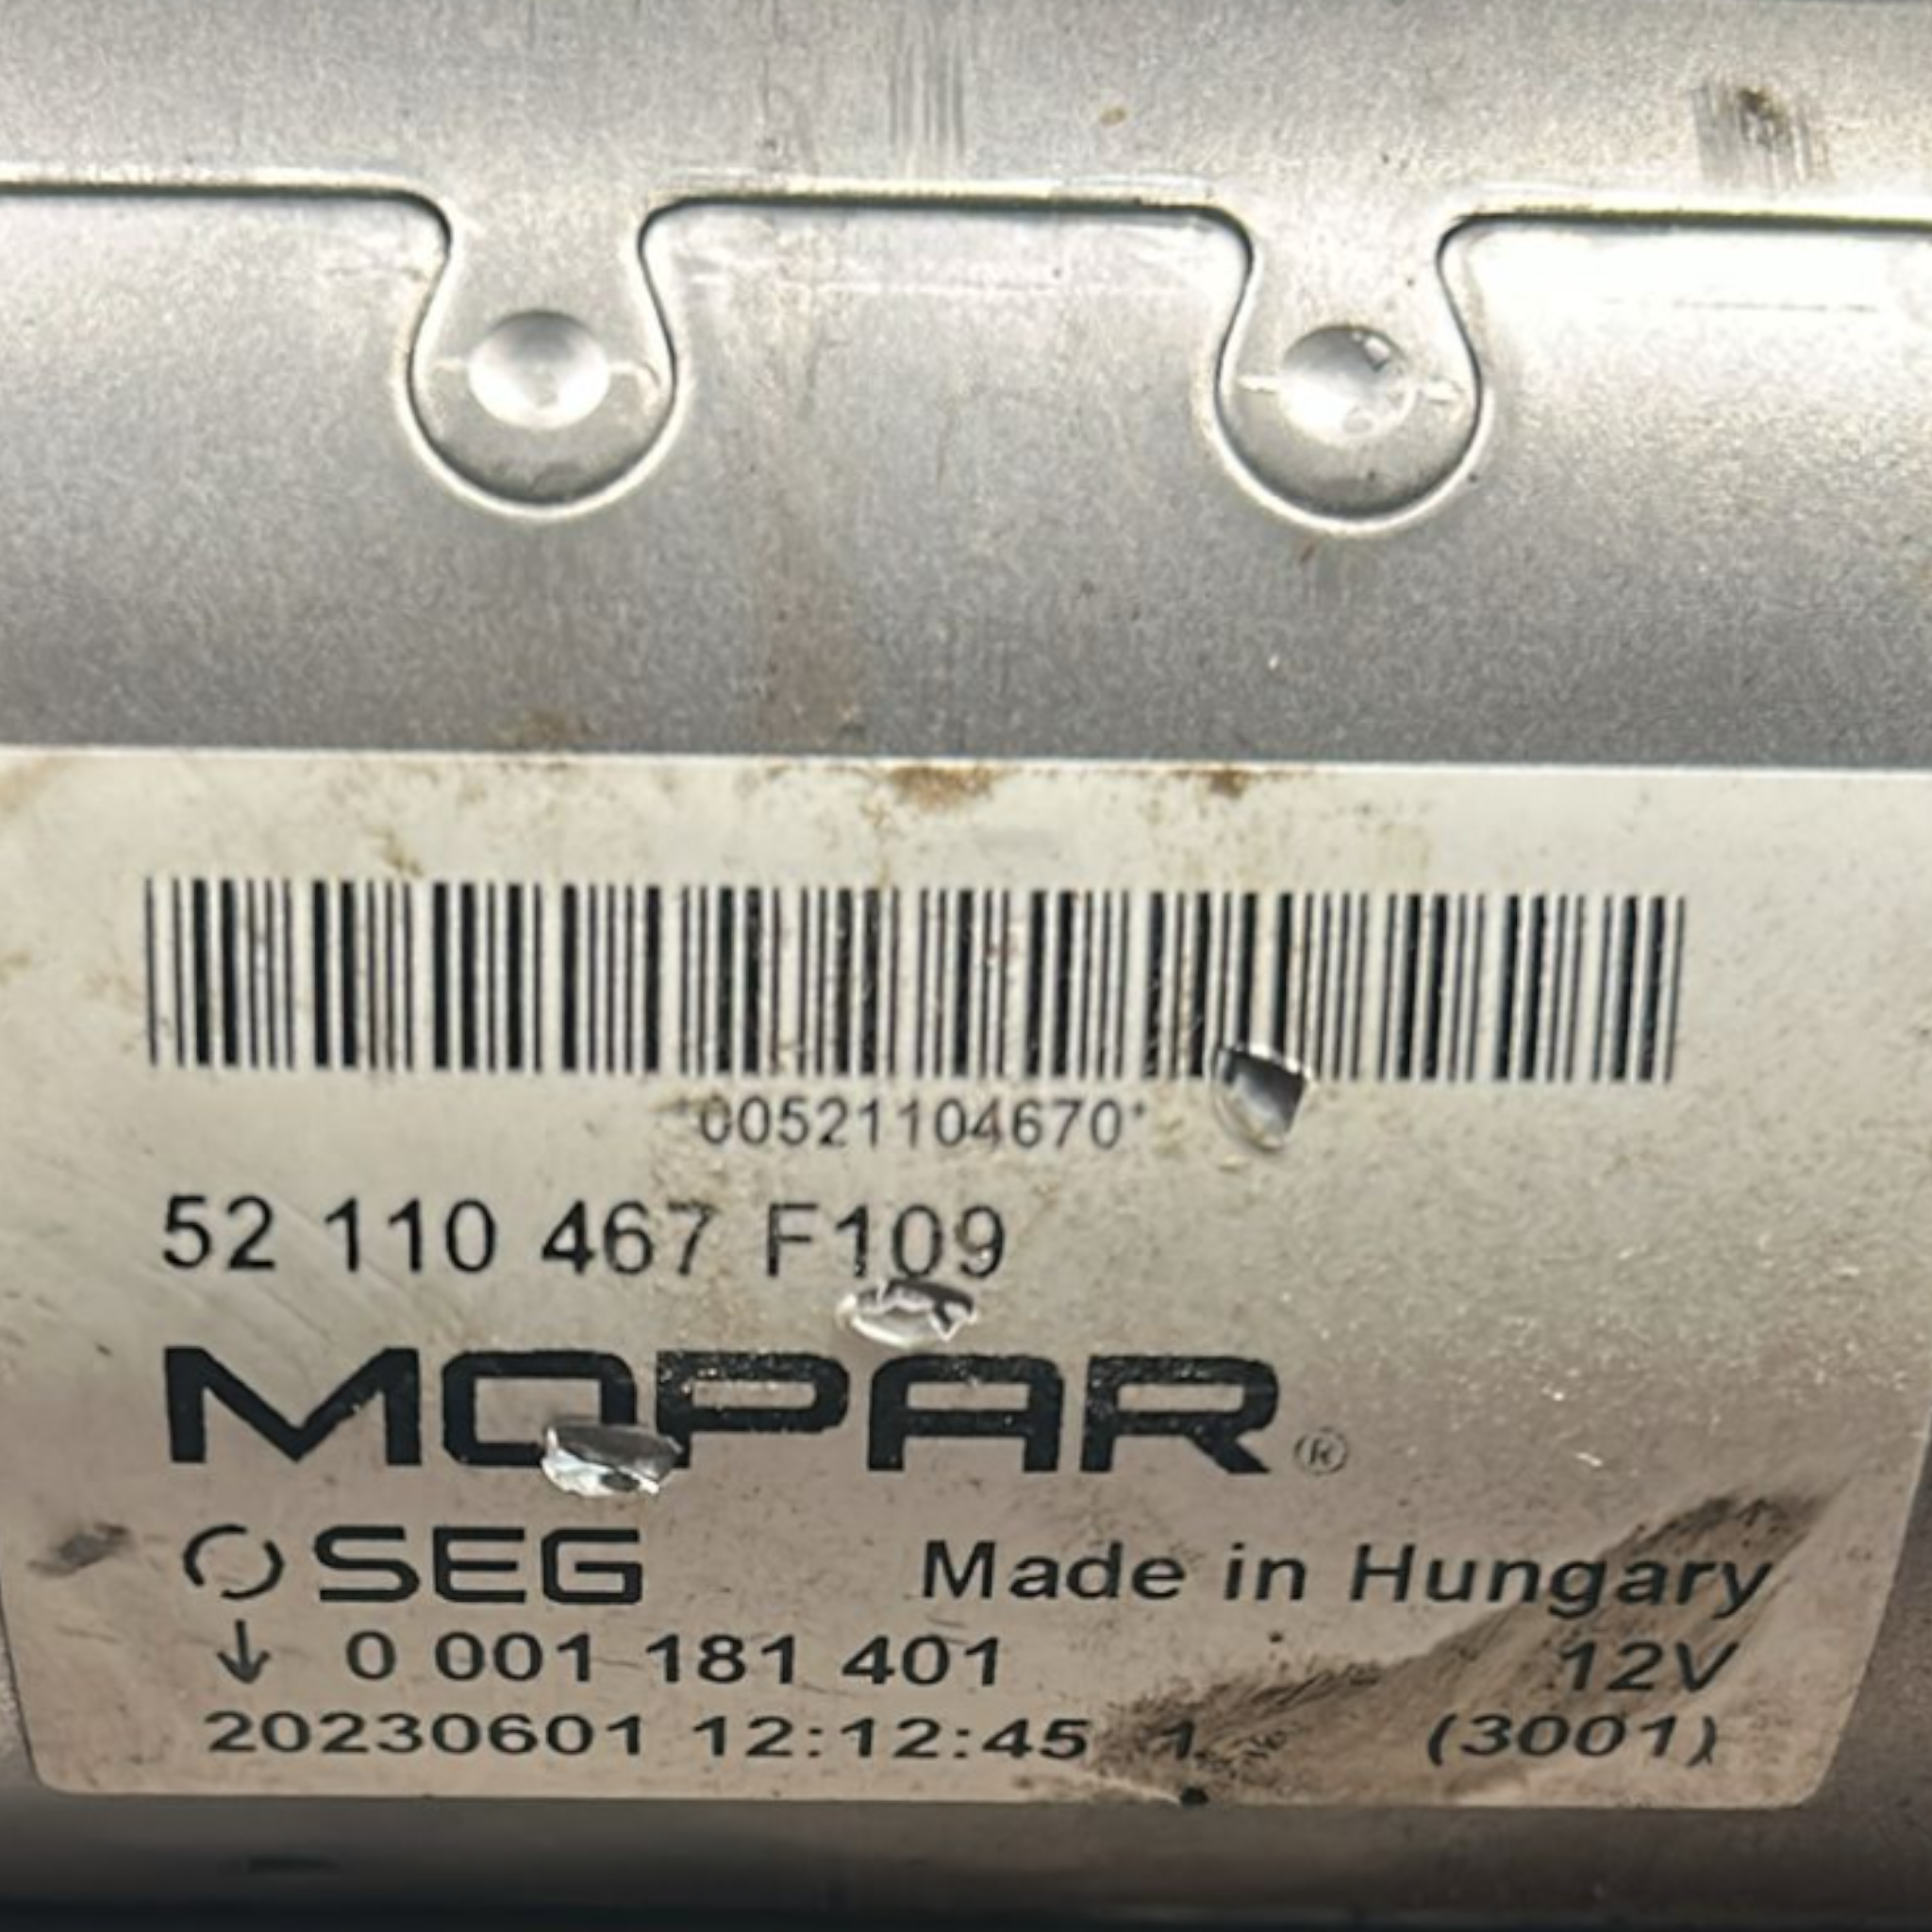 *00521104670*
52 110 467 F109
MOPAR®
SEG Made in Hungary
↓ 0 001 181 401 12V
20230601 12:12:45 1 (3001)